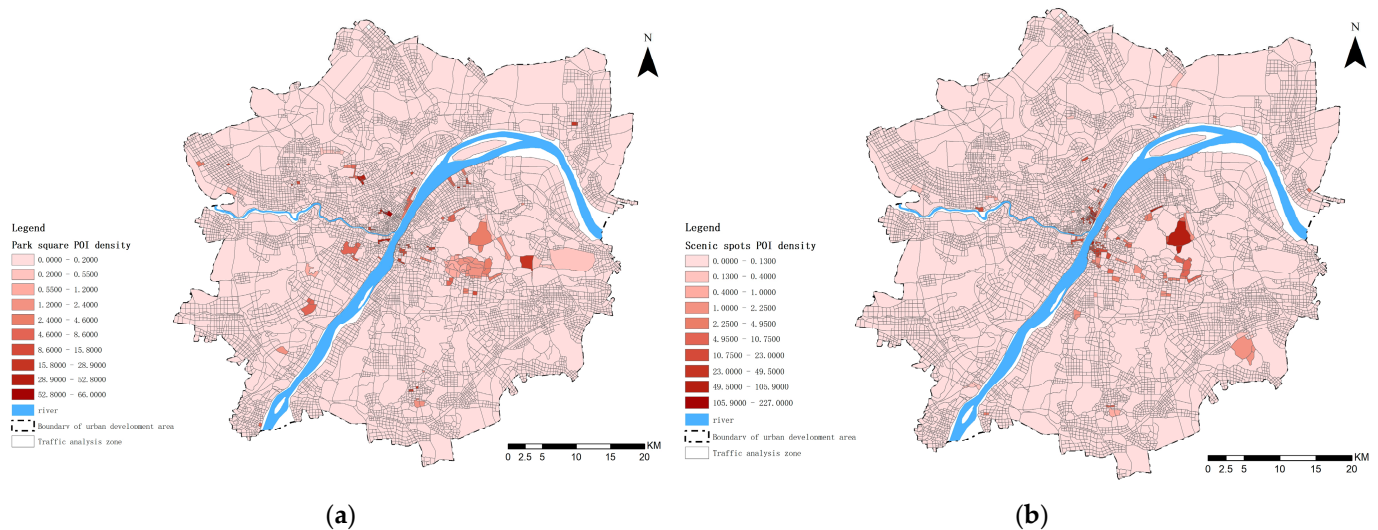 N
Legend
Park square POI density
0.0000 - 0.2000
0.2000 - 0.5500
0.5500 - 1.2000
1.2000 - 2.4000
2.4000 - 4.6000
4.6000 - 8.6000
8.6000 - 15.8000
15.8000 - 28.9000
28.9000 - 52.8000
52.8000 - 66.0000
river
Boundary of urban development area
Traffic analysis zone
KM
0 2.5 5 10 15 20
(a)
N
Legend
Scenic spots POI density
0.0000 - 0.1300
0.1300 - 0.4000
0.4000 - 1.0000
1.0000 - 2.2500
2.2500 - 4.9500
4.9500 - 10.7500
10.7500 - 23.0000
23.0000 - 49.5000
49.5000 - 105.9000
105.9000 - 227.0000
river
Boundary of urban development area
Traffic analysis zone
KM
0 2.5 5 10 15 20
(b)